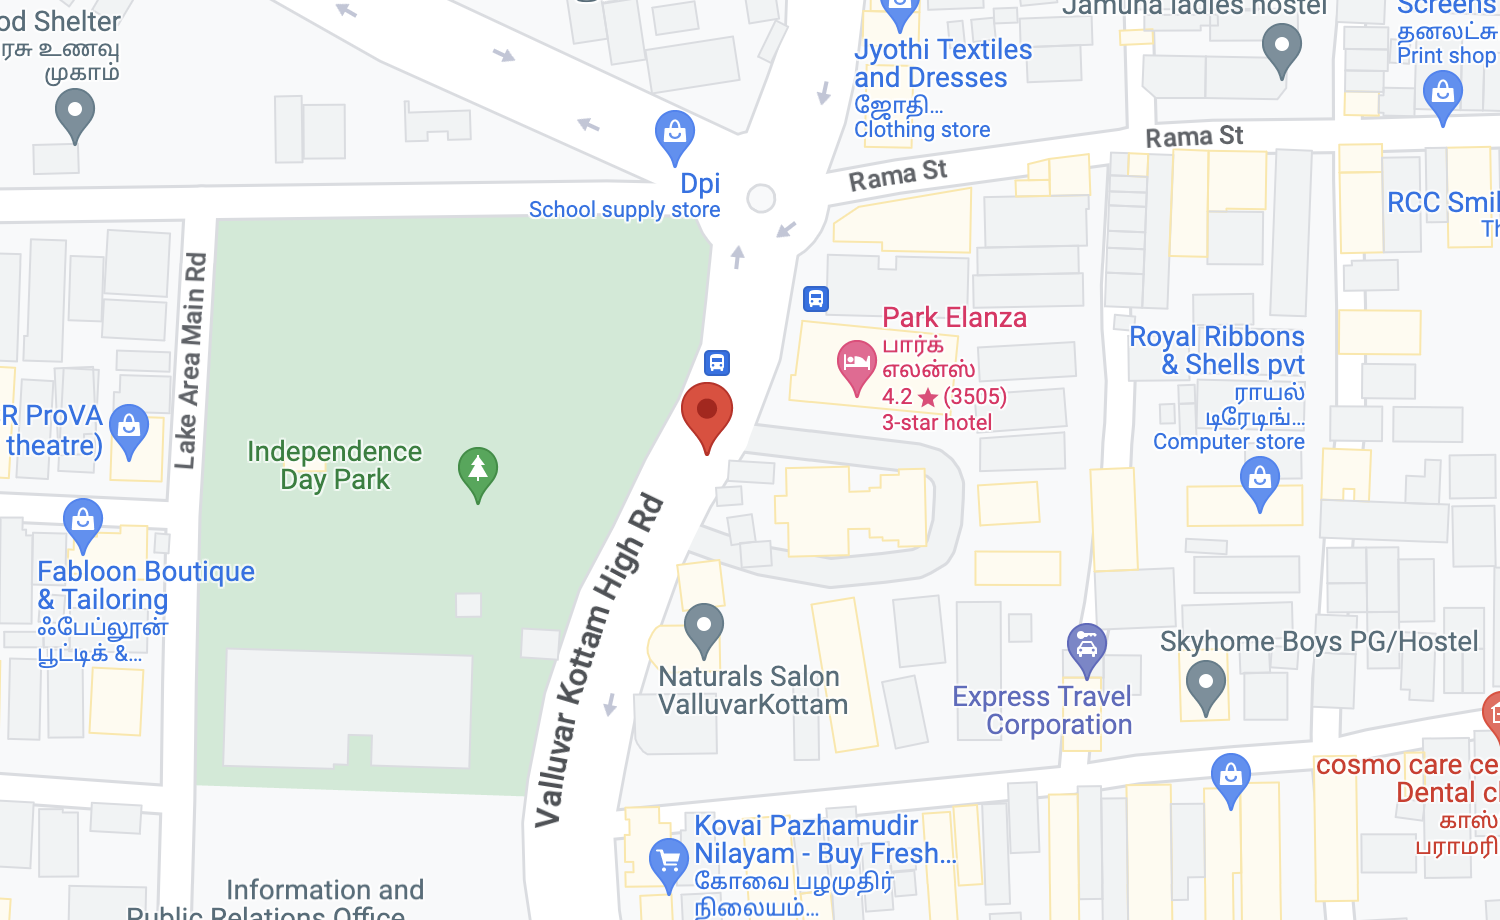 od Shelter
ரசு உணவு
முகாம்
Jyothi Textiles
and Dresses
ஜோதி...
Clothing store
Jamuna ladies hostel
Screens
தனலட்சு
Print shop
Rama St
Rama St
Dpi
School supply store
RCC Smil
Th
Lake Area Main Rd
Park Elanza
பார்க்
எலன்ஸ்
4.2 ★ (3505)
3-star hotel
Royal Ribbons
& Shells pvt
ராயல்
டிரேடிங்...
Computer store
R ProVA
theatre)
Independence
Day Park
Valluvar Kottam High Rd
Fabloon Boutique
& Tailoring
ஃபேப்லூன்
பூட்டிக் &...
Naturals Salon
ValluvarKottam
Express Travel
Corporation
Skyhome Boys PG/Hostel
cosmo care ce
Dental cl
காஸ்
பராமரி
Kovai Pazhamudir
Nilayam - Buy Fresh...
கோவை பழமுதிர்
நிலையம்...
Information and
Public Relations Office